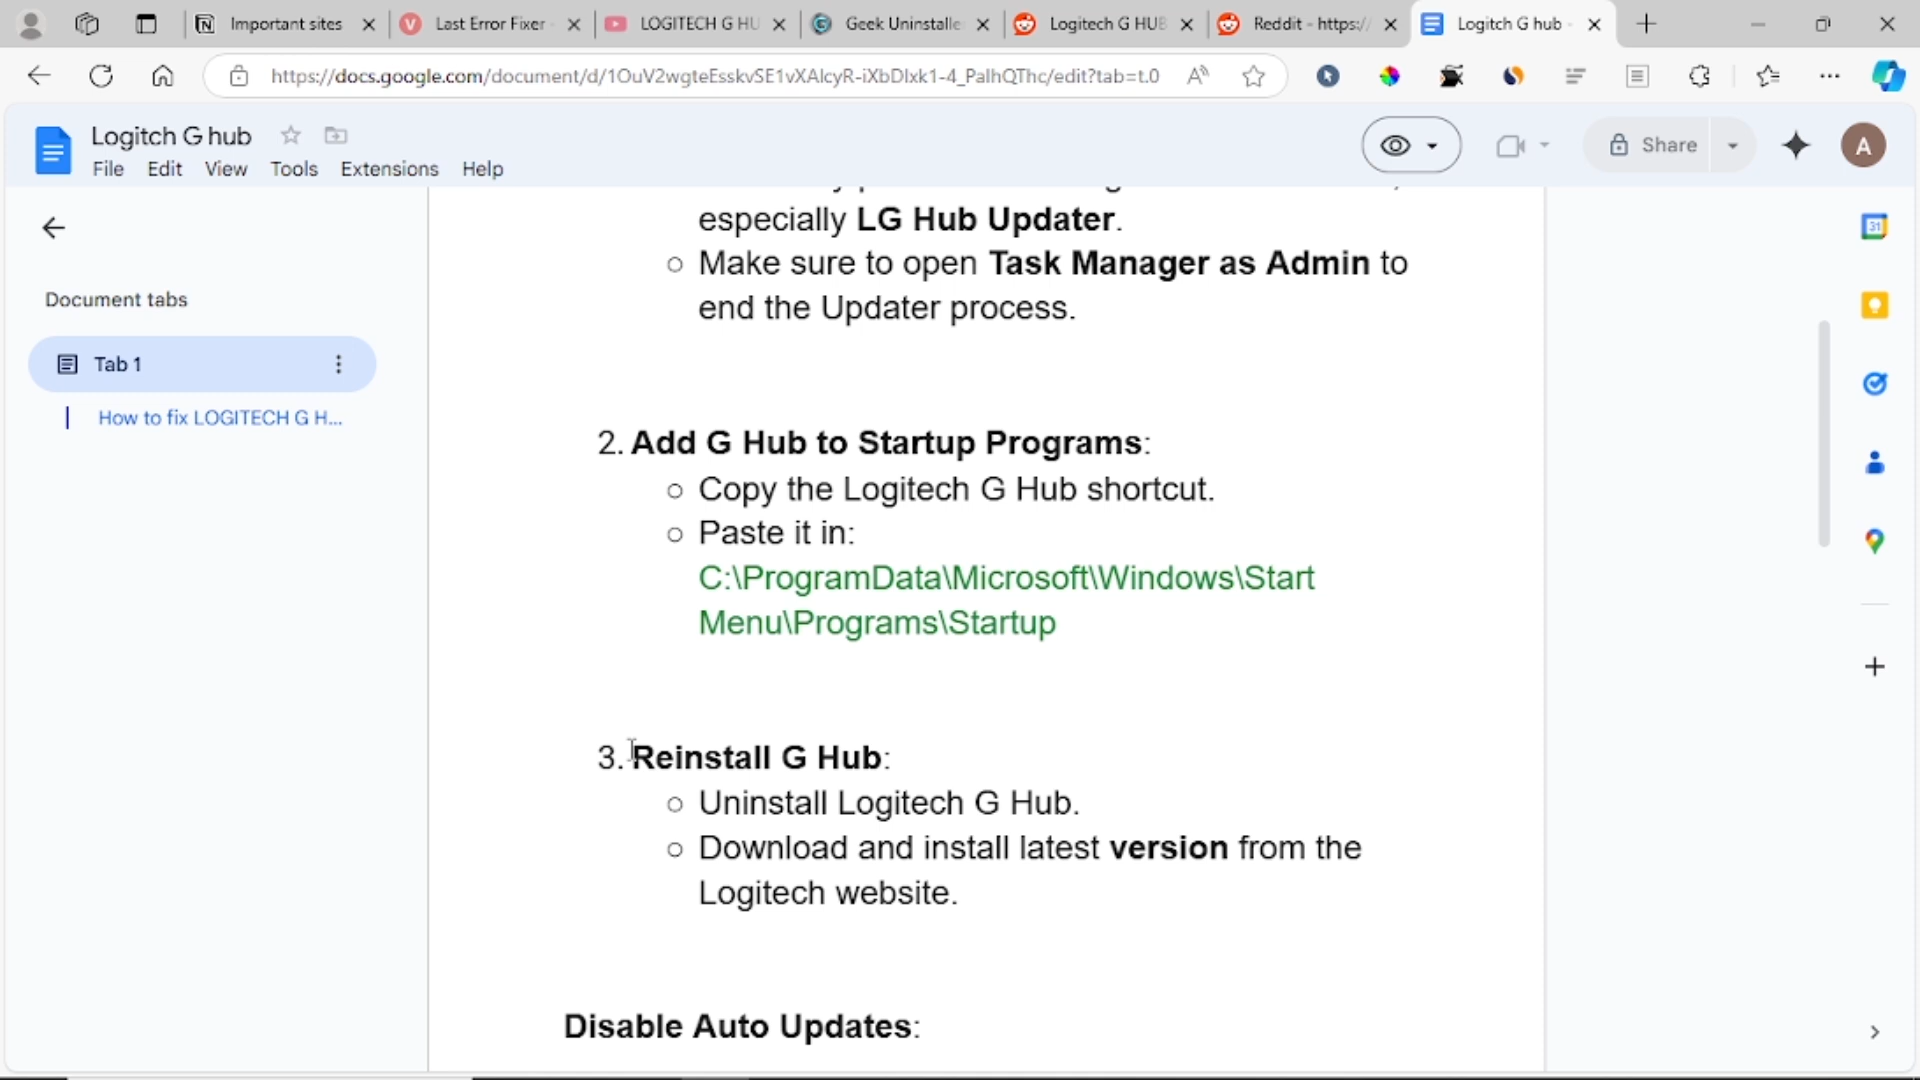 Important sites
Last Error Fixer -
LOGITECH G HU
Geek Uninstalle
Logitech G HUB
Reddit - https://
Logitch G hub -
https://docs.google.com/document/d/1OuV2wgteEsskvSE1vXAlcyR-iXbDlxk1-4_PalhQThc/edit?tab=t.0
Logitch G hub
File Edit View Tools Extensions Help
Share
A
Document tabs
Tab 1
How to fix LOGITECH G H...
especially LG Hub Updater.
○ Make sure to open Task Manager as Admin to
end the Updater process.
2. Add G Hub to Startup Programs:
○ Copy the Logitech G Hub shortcut.
○ Paste it in:
C:\ProgramData\Microsoft\Windows\Start
Menu\Programs\Startup
3. Reinstall G Hub:
○ Uninstall Logitech G Hub.
○ Download and install latest version from the
Logitech website.
Disable Auto Updates:
31